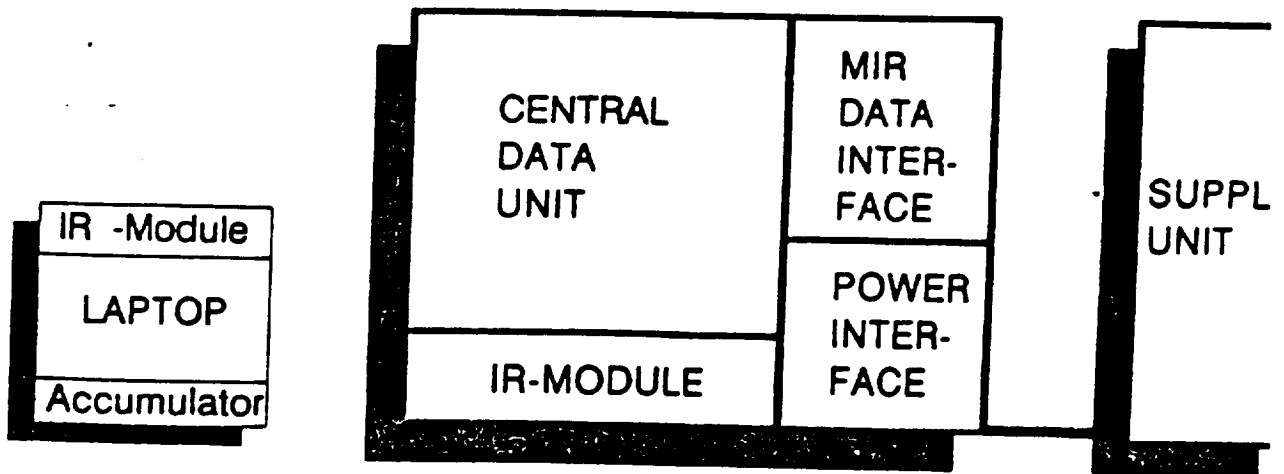 IR -Module
LAPTOP
Accumulator
CENTRAL
DATA
UNIT
IR-MODULE
MIR
DATA
INTER-
FACE
POWER
INTER-
FACE
SUPPL
UNIT